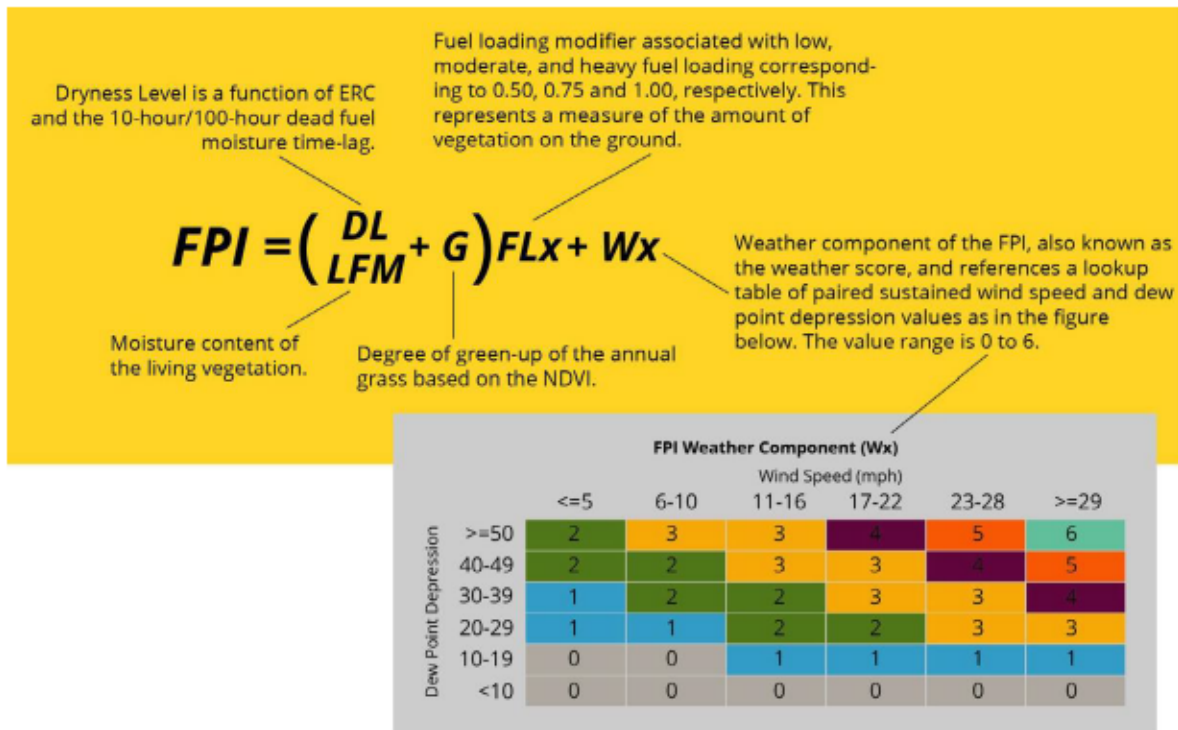 Dryness Level is a function of ERC
and the 10-hour/100-hour dead fuel
moisture time-lag.
Fuel loading modifier associated with low,
moderate, and heavy fuel loading correspond-
ing to 0.50, 0.75 and 1.00, respectively. This
represents a measure of the amount of
vegetation on the ground.
FPI = (DL/LFM + G) FLx + Wx
Moisture content of
the living vegetation.
Degree of green-up of the annual
grass based on the NDVI.
Weather component of the FPI, also known as
the weather score, and references a lookup
table of paired sustained wind speed and dew
point depression values as in the figure
below. The value range is 0 to 6.
FPI Weather Component (Wx)
Wind Speed (mph)
<=5 6-10 11-16 17-22 23-28 >=29
Dew Point Depression
>=50 2 3 3 4 5 6
40-49 2 2 3 3 4 5
30-39 1 2 2 3 3 4
20-29 1 1 2 2 3 3
10-19 0 0 1 1 1 1
<10 0 0 0 0 0 0